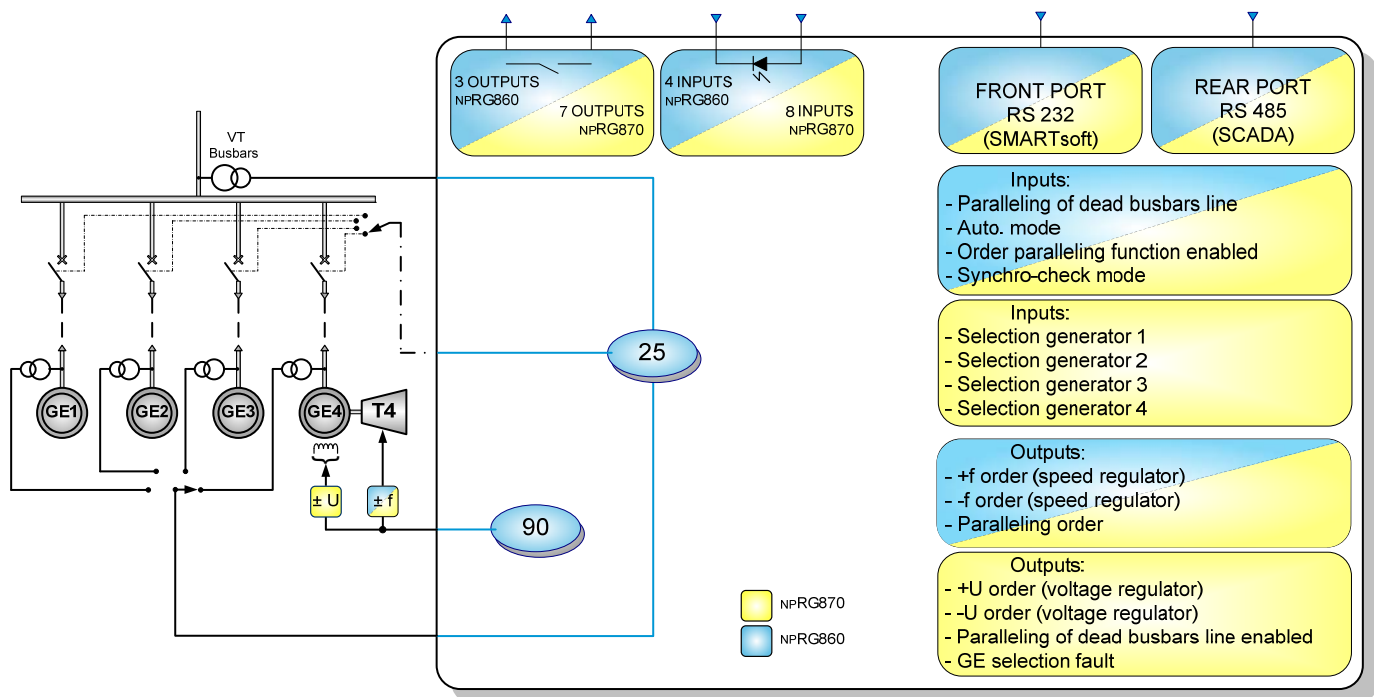 3 OUTPUTS
NPRG860
7 OUTPUTS
NPRG870
4 INPUTS
NPRG860
8 INPUTS
NPRG870
FRONT PORT
RS 232
(SMARTsoft)
REAR PORT
RS 485
(SCADA)
VT
Busbars
Inputs:
- Paralleling of dead busbars line
- Auto. mode
- Order paralleling function enabled
- Synchro-check mode
Inputs:
- Selection generator 1
- Selection generator 2
- Selection generator 3
- Selection generator 4
25
GE1
GE2
GE3
GE4
T4
± U
± f
90
Outputs:
- +f order (speed regulator)
- -f order (speed regulator)
- Paralleling order
Outputs:
- +U order (voltage regulator)
- -U order (voltage regulator)
- Paralleling of dead busbars line enabled
- GE selection fault
NPRG870
NPRG860